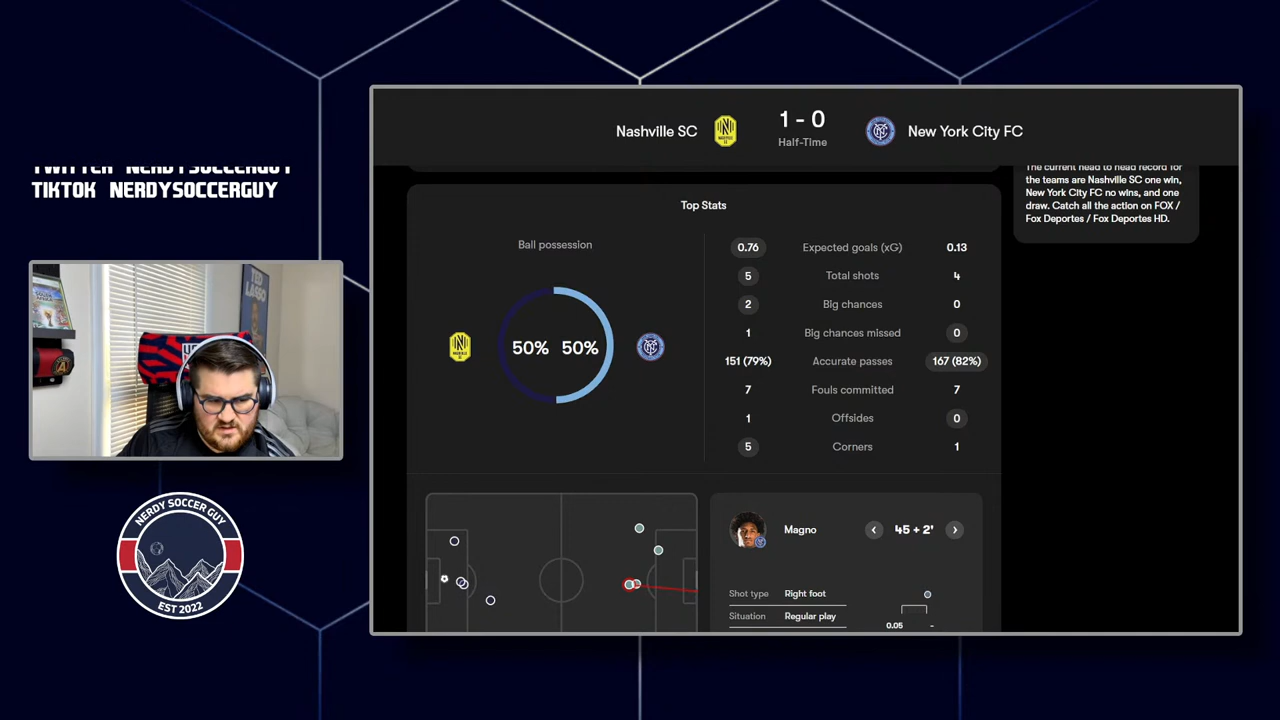 TWITTER NERDYSOCCERGUY
TIKTOK NERDYSOCCERGUY
Nashville SC
1 - 0
Half-Time
New York City FC
The current head to head record for
the teams are Nashville SC one win,
New York City FC no wins, and one
draw. Catch all the action on FOX /
Fox Deportes / Fox Deportes HD.
Top Stats
Ball possession
50% 50%
0.76 Expected goals (xG) 0.13
5 Total shots 4
2 Big chances 0
1 Big chances missed 0
151 (79%) Accurate passes 167 (82%)
7 Fouls committed 7
1 Offsides 0
5 Corners 1
Magno
45 + 2'
Shot type Right foot
Situation Regular play
0.05 -
TED
LASSO
NERDY SOCCER GUY
EST 2022